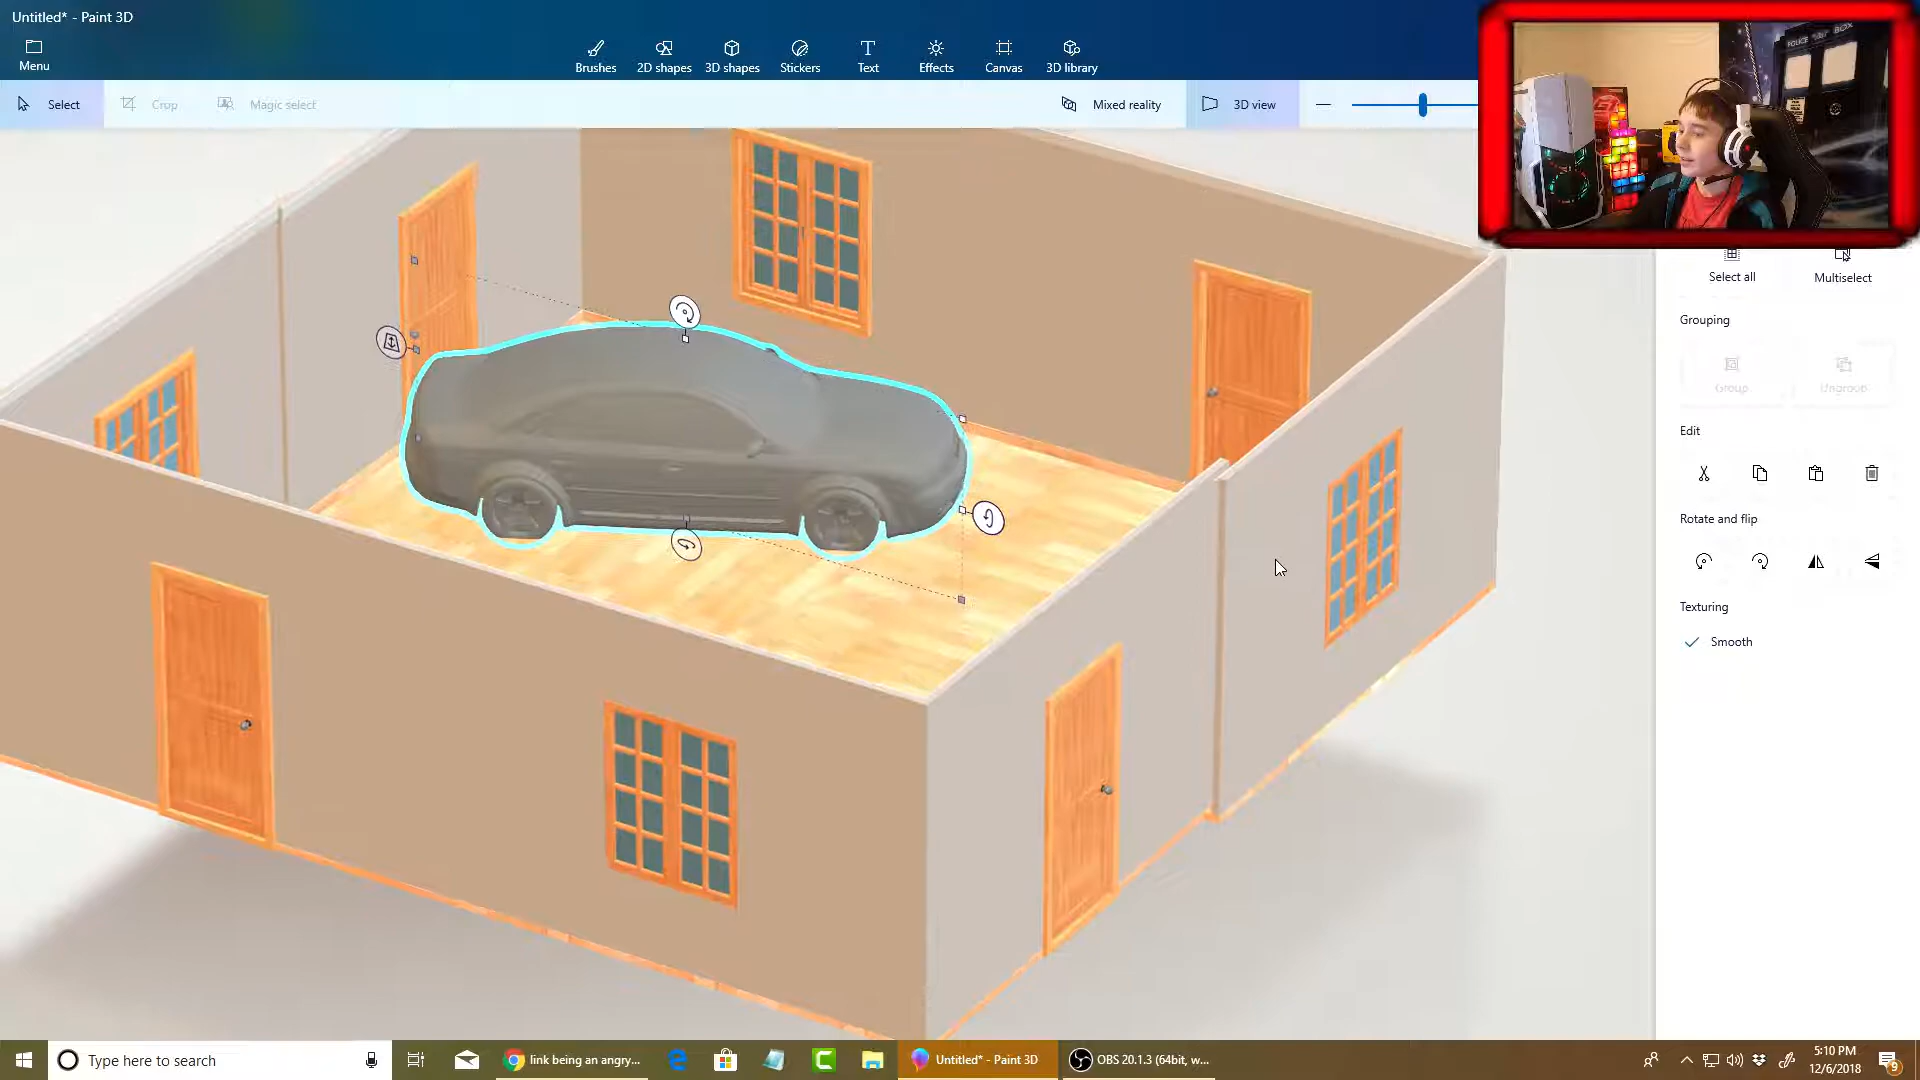 Untitled* - Paint 3D
Menu
Brushes
2D shapes
3D shapes
Stickers
Text
Effects
Canvas
3D library
Select
Crop
Magic select
Mixed reality
3D view
POLICE BOX
Select all
Multiselect
Grouping
Group
Ungroup
Edit
Rotate and flip
Texturing
Smooth
Type here to search
link being an angry...
Untitled* - Paint 3D
OBS 20.1.3 (64bit, w...
5:10 PM
12/6/2018
9